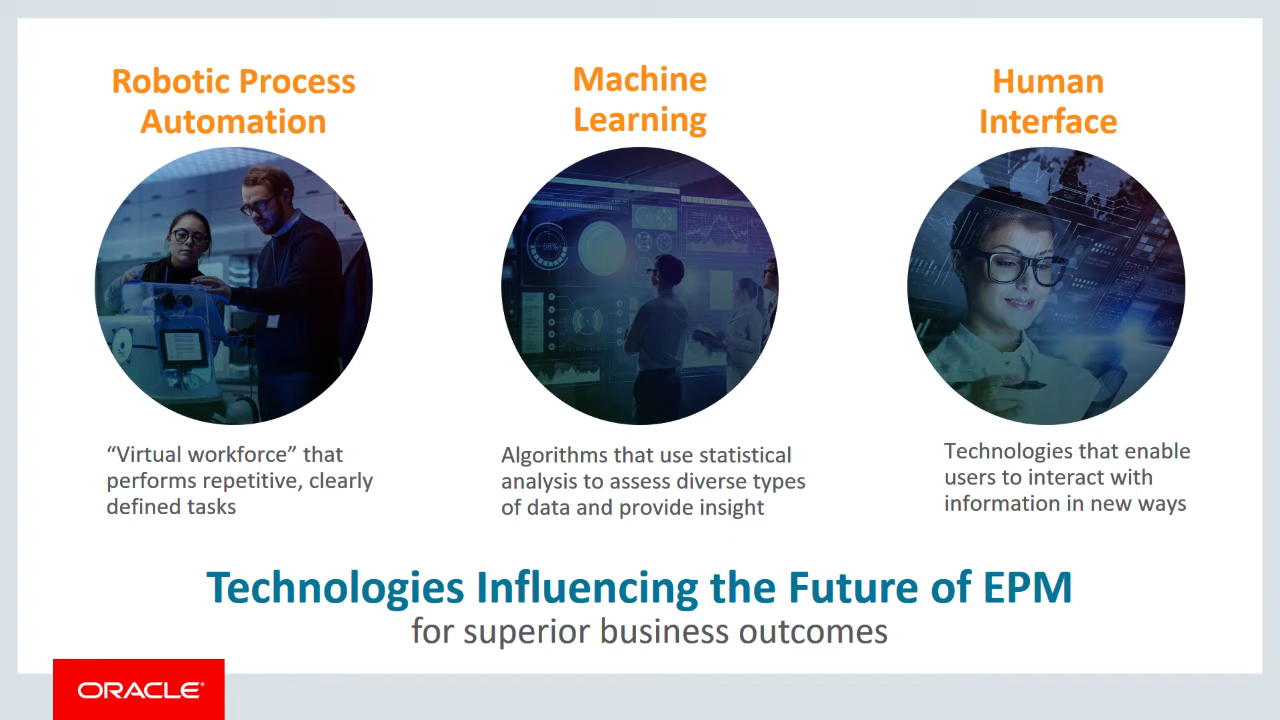 Robotic Process
Automation
“Virtual workforce” that
performs repetitive, clearly
defined tasks
Machine
Learning
68%
Algorithms that use statistical
analysis to assess diverse types
of data and provide insight
Human
Interface
Technologies that enable
users to interact with
information in new ways
Technologies Influencing the Future of EPM
for superior business outcomes
ORACLE®